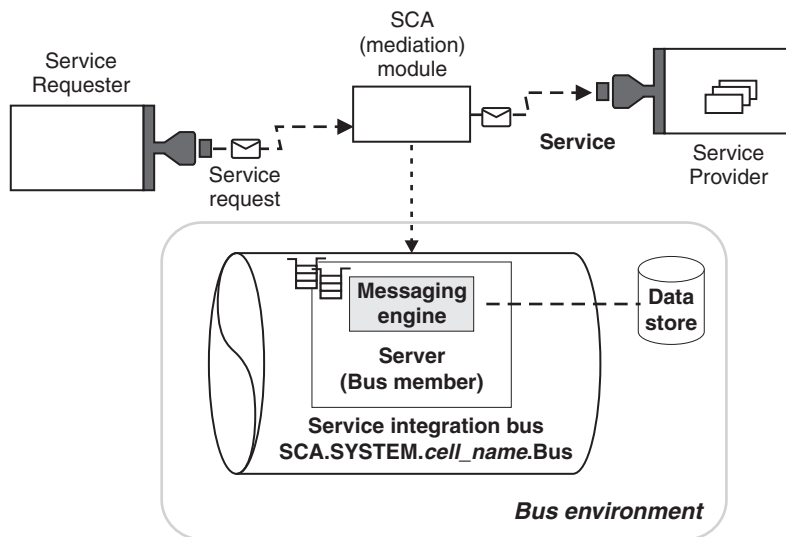 SCA
(mediation)
module
Service
Requester
Service
request
Service
Service
Provider
Messaging
engine
Data
store
Server
(Bus member)
Service integration bus
SCA.SYSTEM.cell_name.Bus
Bus environment